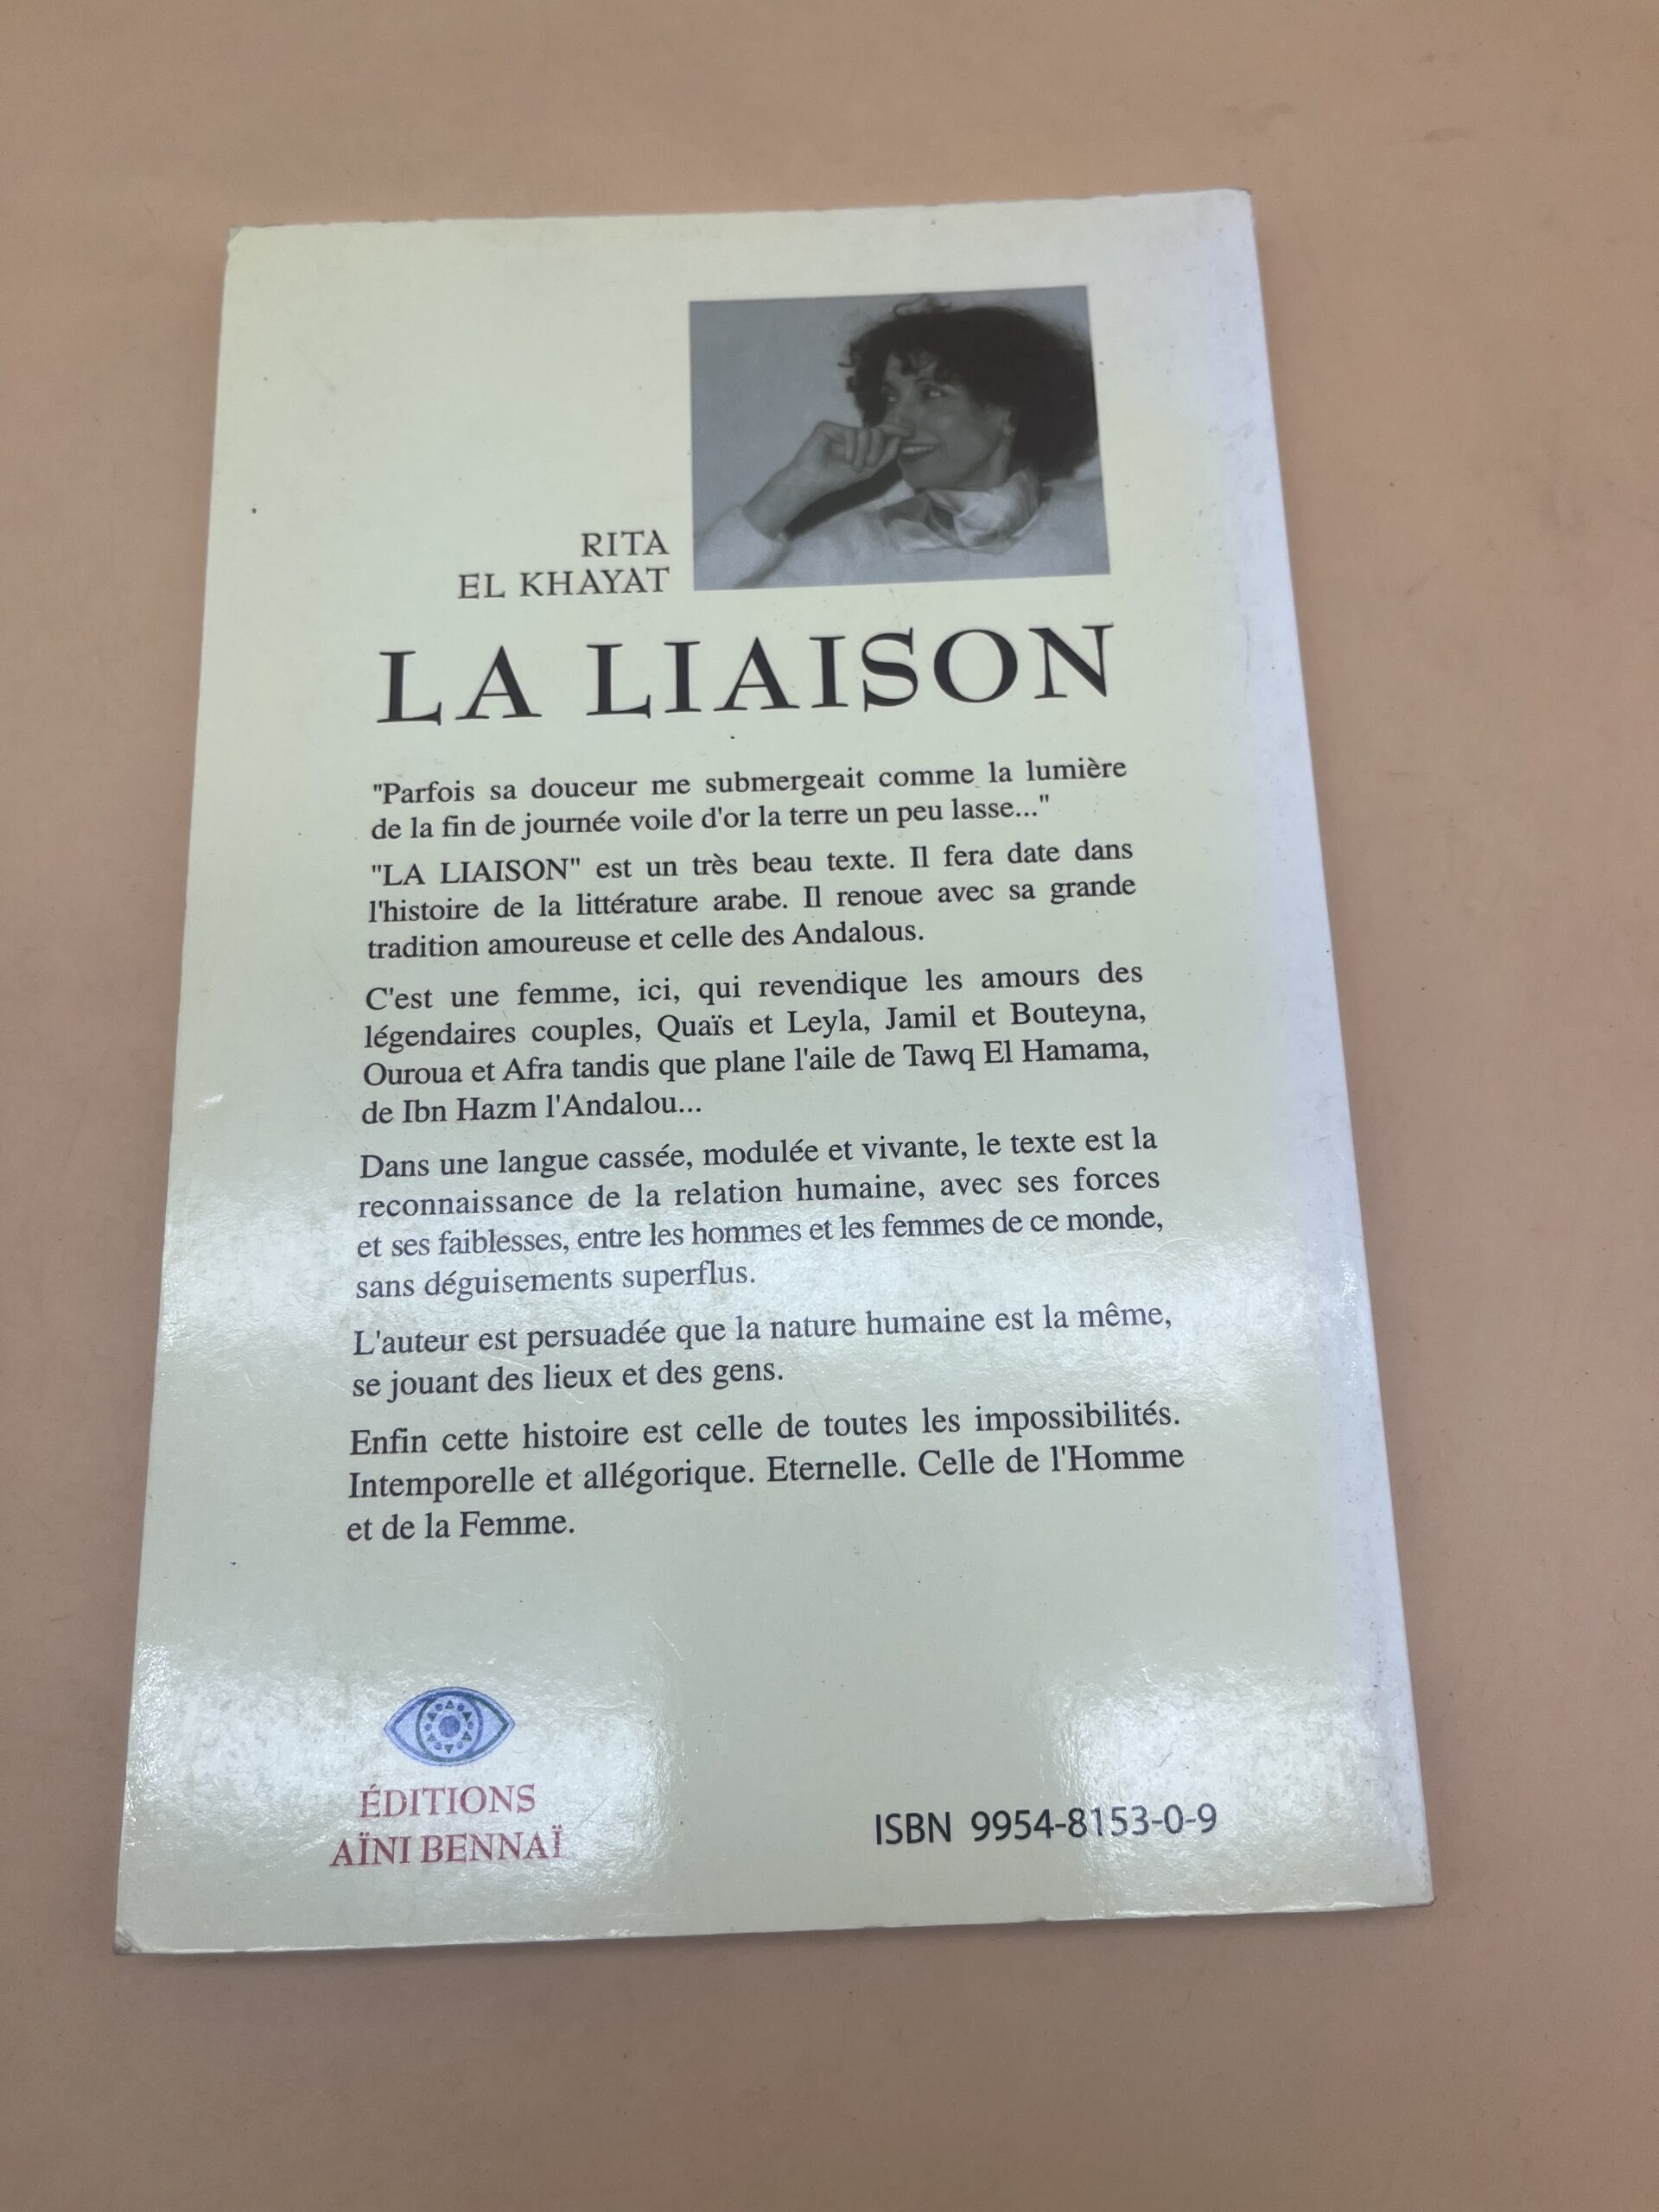 RITA
EL KHAYAT
LA LIAISON
"Parfois sa douceur me submergeait comme la lumière
de la fin de journée voile d'or la terre un peu lasse..."
"LA LIAISON" est un très beau texte. Il fera date dans
l'histoire de la littérature arabe. Il renoue avec sa grande
tradition amoureuse et celle des Andalous.
C'est une femme, ici, qui revendique les amours des
légendaires couples, Quaïs et Leyla, Jamil et Bouteyna,
Ouroua et Afra tandis que plane l'aile de Tawq El Hamama,
de Ibn Hazm l'Andalou...
Dans une langue cassée, modulée et vivante, le texte est la
reconnaissance de la relation humaine, avec ses forces
et ses faiblesses, entre les hommes et les femmes de ce monde,
sans déguisements superflus.
L'auteur est persuadée que la nature humaine est la même,
se jouant des lieux et des gens.
Enfin cette histoire est celle de toutes les impossibilités.
Intemporelle et allégorique. Eternelle. Celle de l'Homme
et de la Femme.
ÉDITIONS
AÏNI BENNAÏ
ISBN 9954-8153-0-9